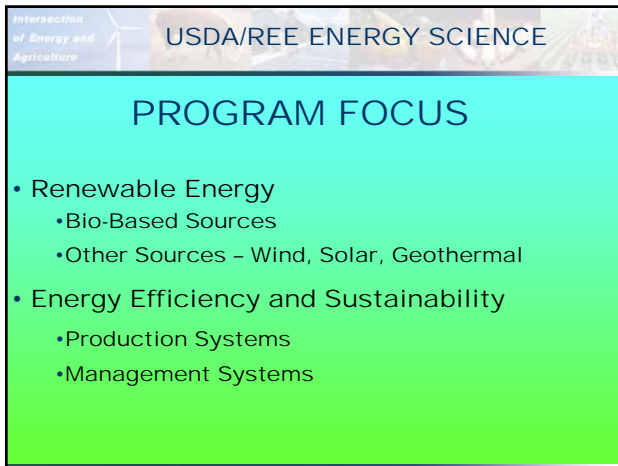 Intersection
of Energy and
Agriculture
USDA/REE ENERGY SCIENCE
PROGRAM FOCUS
• Renewable Energy
•Bio-Based Sources
•Other Sources – Wind, Solar, Geothermal
• Energy Efficiency and Sustainability
•Production Systems
•Management Systems